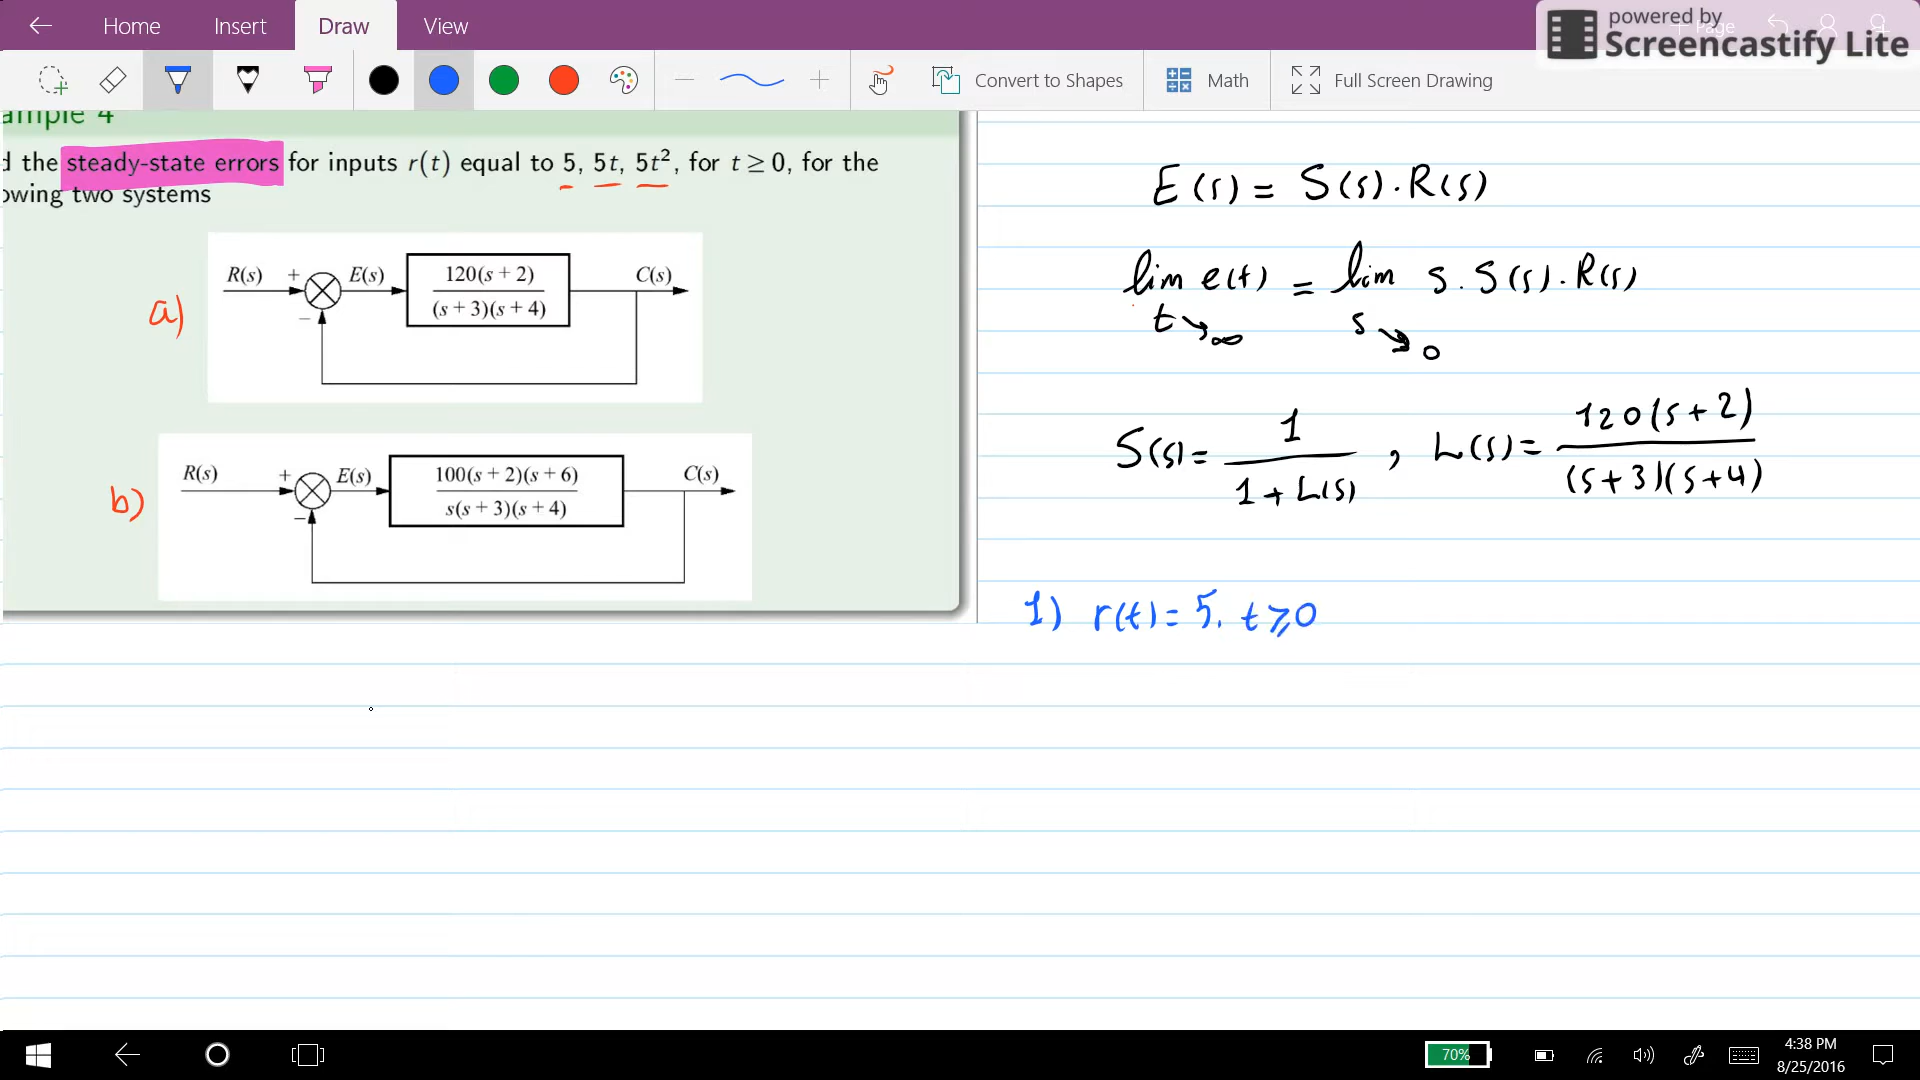 Home Insert Draw View
powered by
Screencastify Lite
Page
Convert to Shapes Math Full Screen Drawing
ample 4
d the steady-state errors for inputs r(t) equal to 5, 5t, 5t², for t ≥ 0, for the
owing two systems
a)
R(s) + E(s) 120(s + 2) C(s)
(s + 3)(s + 4)
−
b)
R(s) + E(s) 100(s + 2)(s + 6) C(s)
s(s + 3)(s + 4)
−
E(s) = S(s) . R(s)
lim e(t) = lim s . S(s) . R(s)
t → ∞ s → 0
S(s) = 1 / 1 + L(s) , L(s) = 120(s+2) / (s+3)(s+4)
1) r(t) = 5, t ≥ 0
70%
4:38 PM
8/25/2016